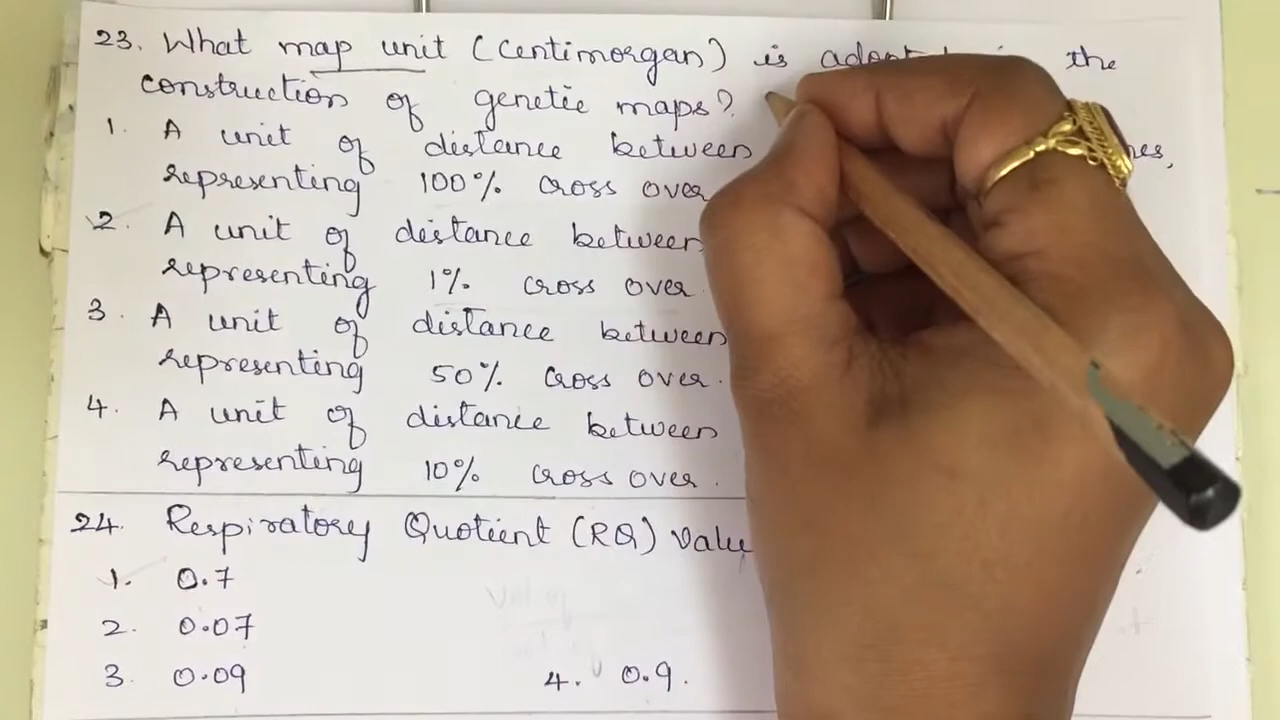 23. What map unit (Centimorgan) is the
construction of genetic maps?
1. A unit of distance between
representing 100% cross over
2. A unit of distance between
representing 1% cross over.
3. A unit of distance between
representing 50% cross over.
4. A unit of distance between
representing 10% cross over.
24. Respiratory Quotient (RQ) Value
1. 0.7
2. 0.07
3. 0.09 4. 0.9.